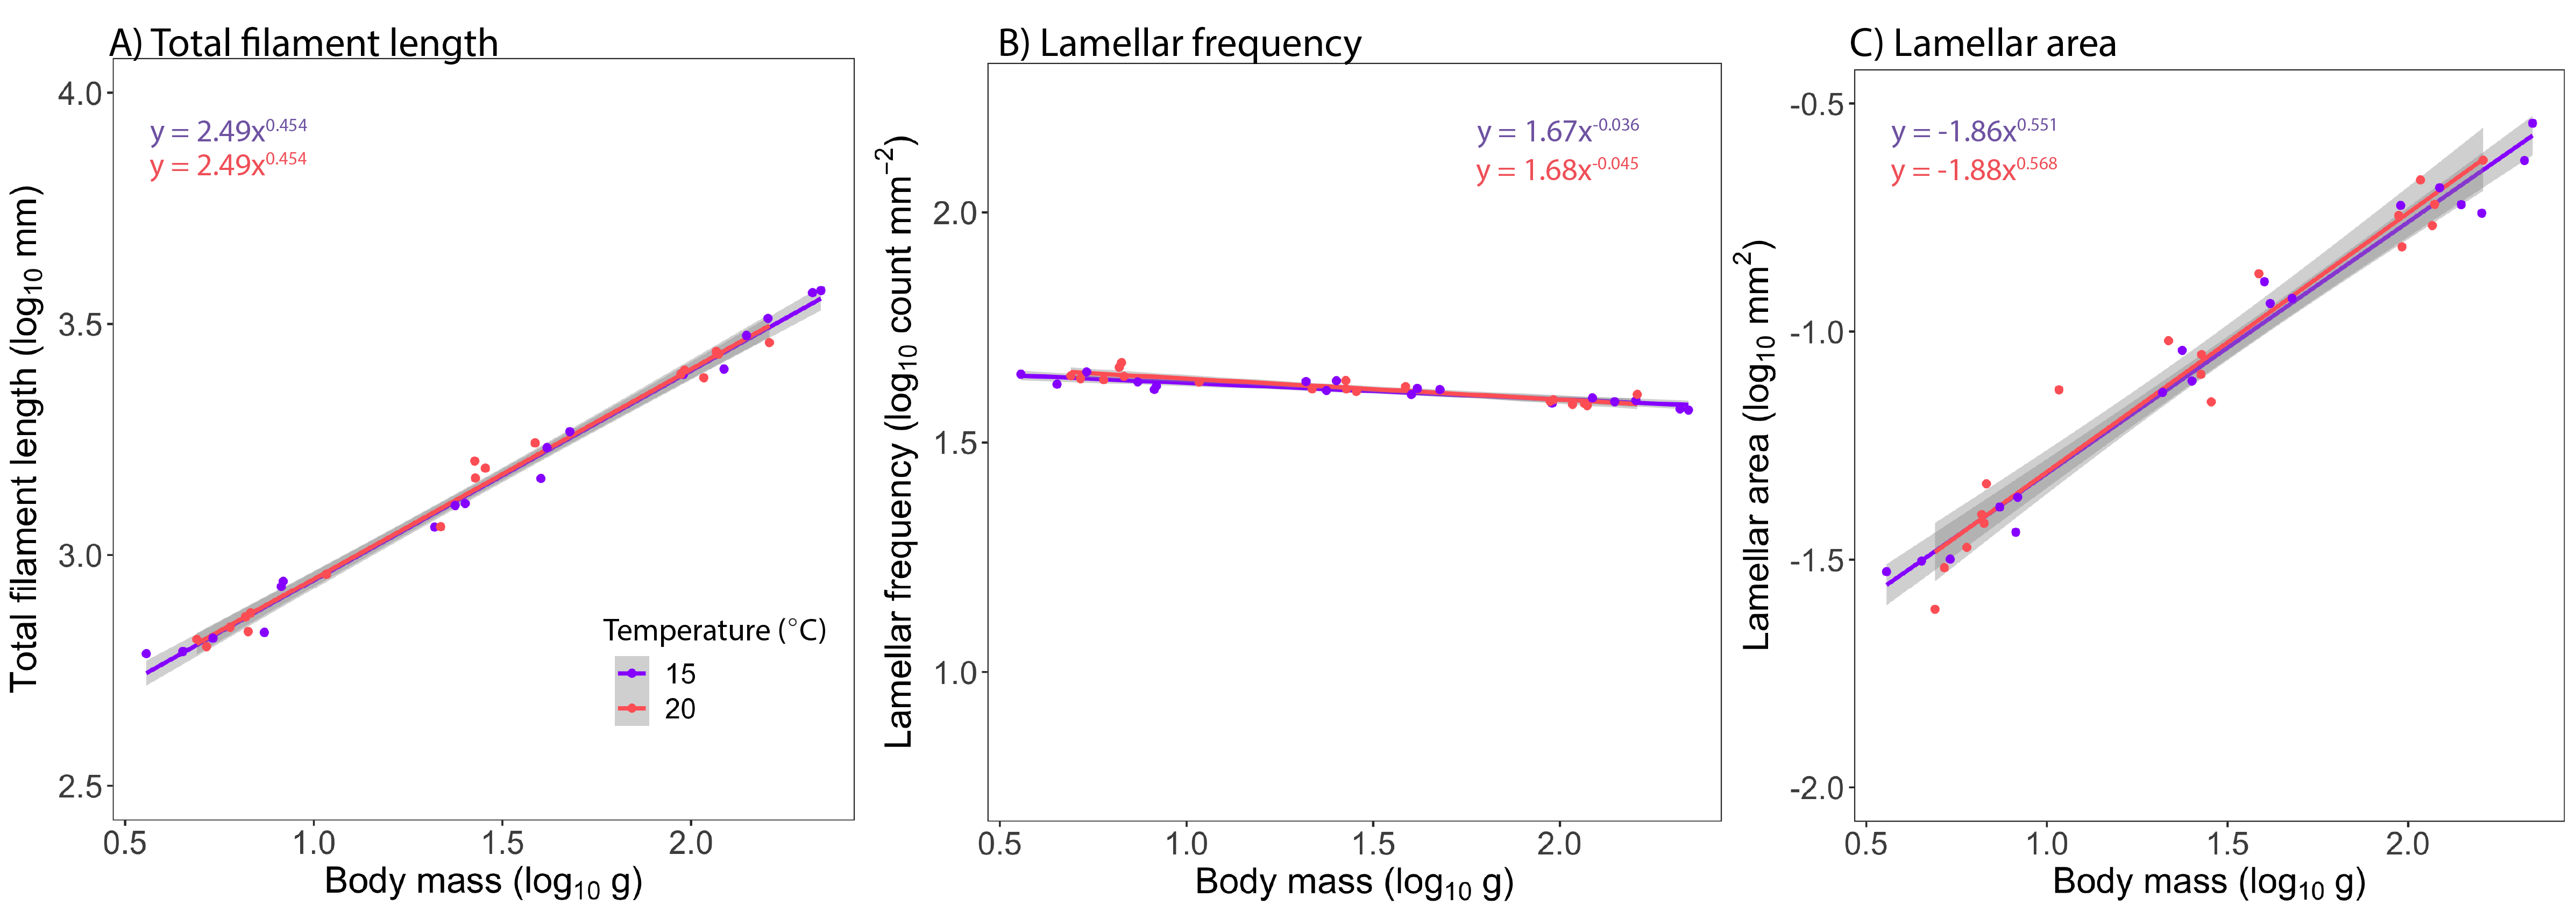 A) Total filament length
y = 2.49x^0.454
y = 2.49x^0.454
Total filament length (log₁₀ mm)
4.0
3.5
3.0
2.5
Temperature (°C)
15
20
0.5 1.0 1.5 2.0
Body mass (log₁₀ g)
B) Lamellar frequency
y = 1.67x^-0.036
y = 1.68x^-0.045
Lamellar frequency (log₁₀ count mm⁻²)
2.0
1.5
1.0
0.5 1.0 1.5 2.0
Body mass (log₁₀ g)
C) Lamellar area
y = -1.86x^0.551
y = -1.88x^0.568
Lamellar area (log₁₀ mm²)
-0.5
-1.0
-1.5
-2.0
0.5 1.0 1.5 2.0
Body mass (log₁₀ g)